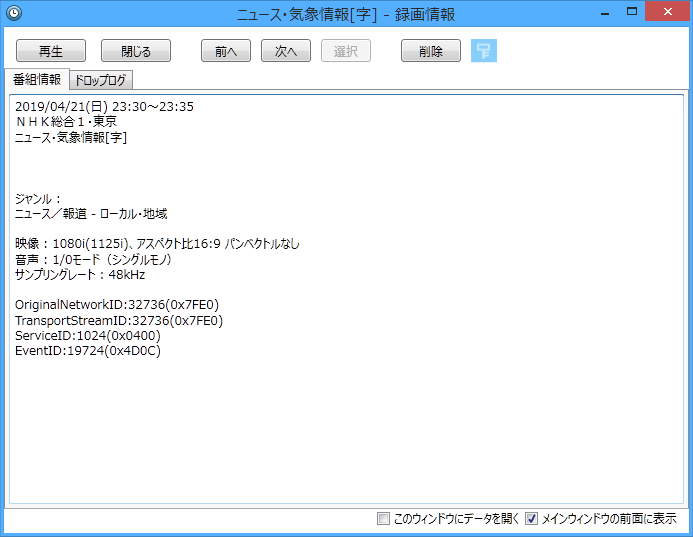 ニュース・気象情報[字] - 録画情報
再生 閉じる 前へ 次へ 選択 削除
番組情報 ドロップログ
2019/04/21(日) 23:30～23:35
ＮＨＫ総合１・東京
ニュース・気象情報[字]
ジャンル :
ニュース／報道 - ローカル・地域
映像 : 1080i(1125i)、アスペクト比16:9 パンベクトルなし
音声 : 1/0モード（シングルモノ）
サンプリングレート : 48kHz
OriginalNetworkID:32736(0x7FE0)
TransportStreamID:32736(0x7FE0)
ServiceID:1024(0x0400)
EventID:19724(0x4D0C)
このウィンドウにデータを開く メインウィンドウの前面に表示